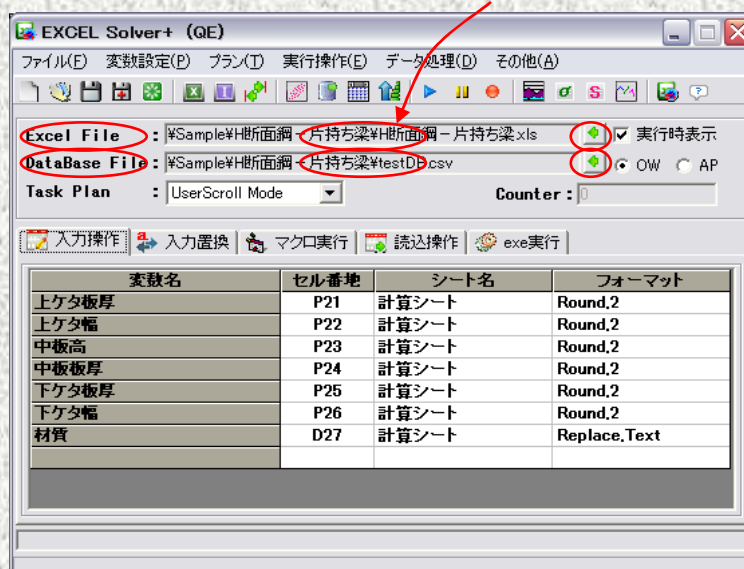 EXCEL Solver+ (QE)
ファイル(F) 変数設定(P) プラン(T) 実行操作(E) データ処理(D) その他(A)
Excel File : ¥Sample¥H断面鋼-片持ち梁¥H断面鋼-片持ち梁.xls 実行時表示
DataBase File : ¥Sample¥H断面鋼-片持ち梁¥testDB.csv OW AP
Task Plan : UserScroll Mode Counter : 0
入力操作 入力置換 マクロ実行 読込操作 exe実行
変数名 セル番地 シート名 フォーマット
上ケタ板厚 P21 計算シート Round.2
上ケタ幅 P22 計算シート Round.2
中板高 P23 計算シート Round.2
中板板厚 P24 計算シート Round.2
下ケタ板厚 P25 計算シート Round.2
下ケタ幅 P26 計算シート Round.2
材質 D27 計算シート Replace.Text